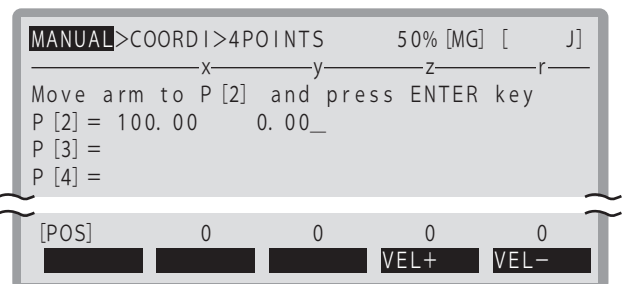 MANUAL>COORDI>4POINTS 50% [MG] [ J]
x y z r
Move arm to P [2] and press ENTER key
P [2] = 100.00 0.00_
P [3] =
P [4] =
[POS] 0 0 0 0
VEL+ VEL−